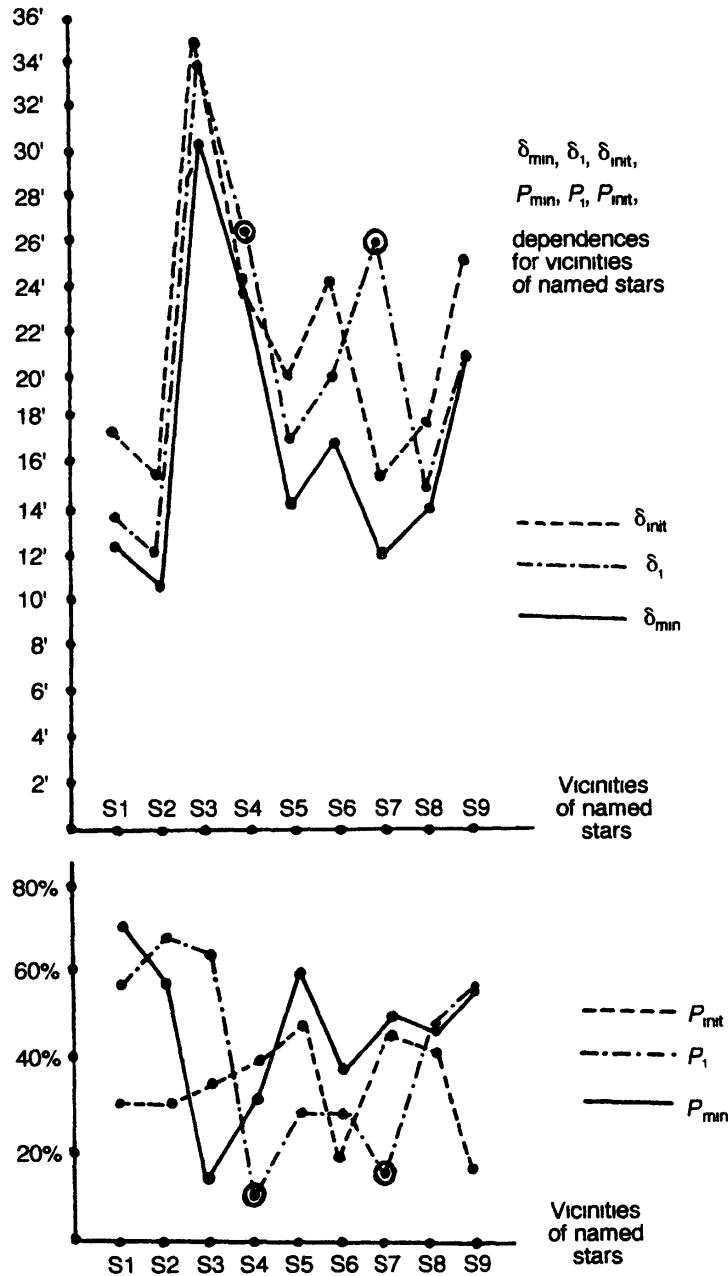 36'
34'
32'
30'
28'
26'
24'
22'
20'
18'
16'
14'
12'
10'
8'
6'
4'
2'
δmin, δ1, δinit,
Pmin, P1, Pinit,
dependences
for vicinities
of named stars
δinit
δ1
δmin
S1 S2 S3 S4 S5 S6 S7 S8 S9
Vicinities
of named
stars
80%
60%
40%
20%
Pinit
P1
Pmin
Vicinities
of named
stars
S1 S2 S3 S4 S5 S6 S7 S8 S9